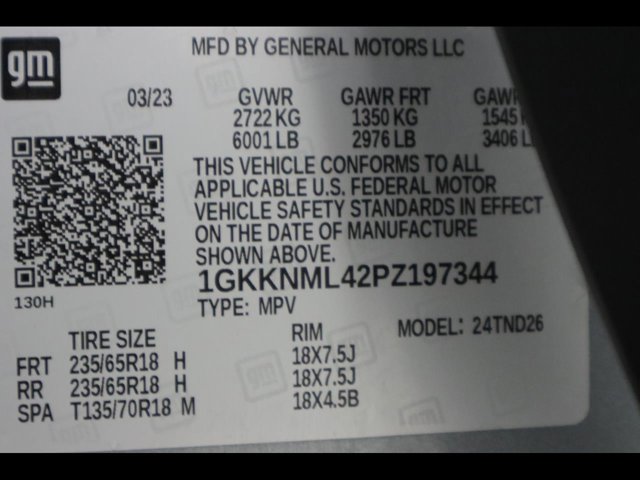 gm
MFD BY GENERAL MOTORS LLC
03/23 GVWR GAWR FRT
2722 KG 1350 KG 1545
6001 LB 2976 LB 3406
THIS VEHICLE CONFORMS TO ALL
APPLICABLE U.S. FEDERAL MOTOR
VEHICLE SAFETY STANDARDS IN EFFECT
ON THE DATE OF MANUFACTURE
SHOWN ABOVE.
1GKKNML42PZ197344
130H
TYPE: MPV
TIRE SIZE RIM MODEL: 24TND26
FRT 235/65R18 H 18X7.5J
RR 235/65R18 H 18X7.5J
SPA T135/70R18 M 18X4.5B